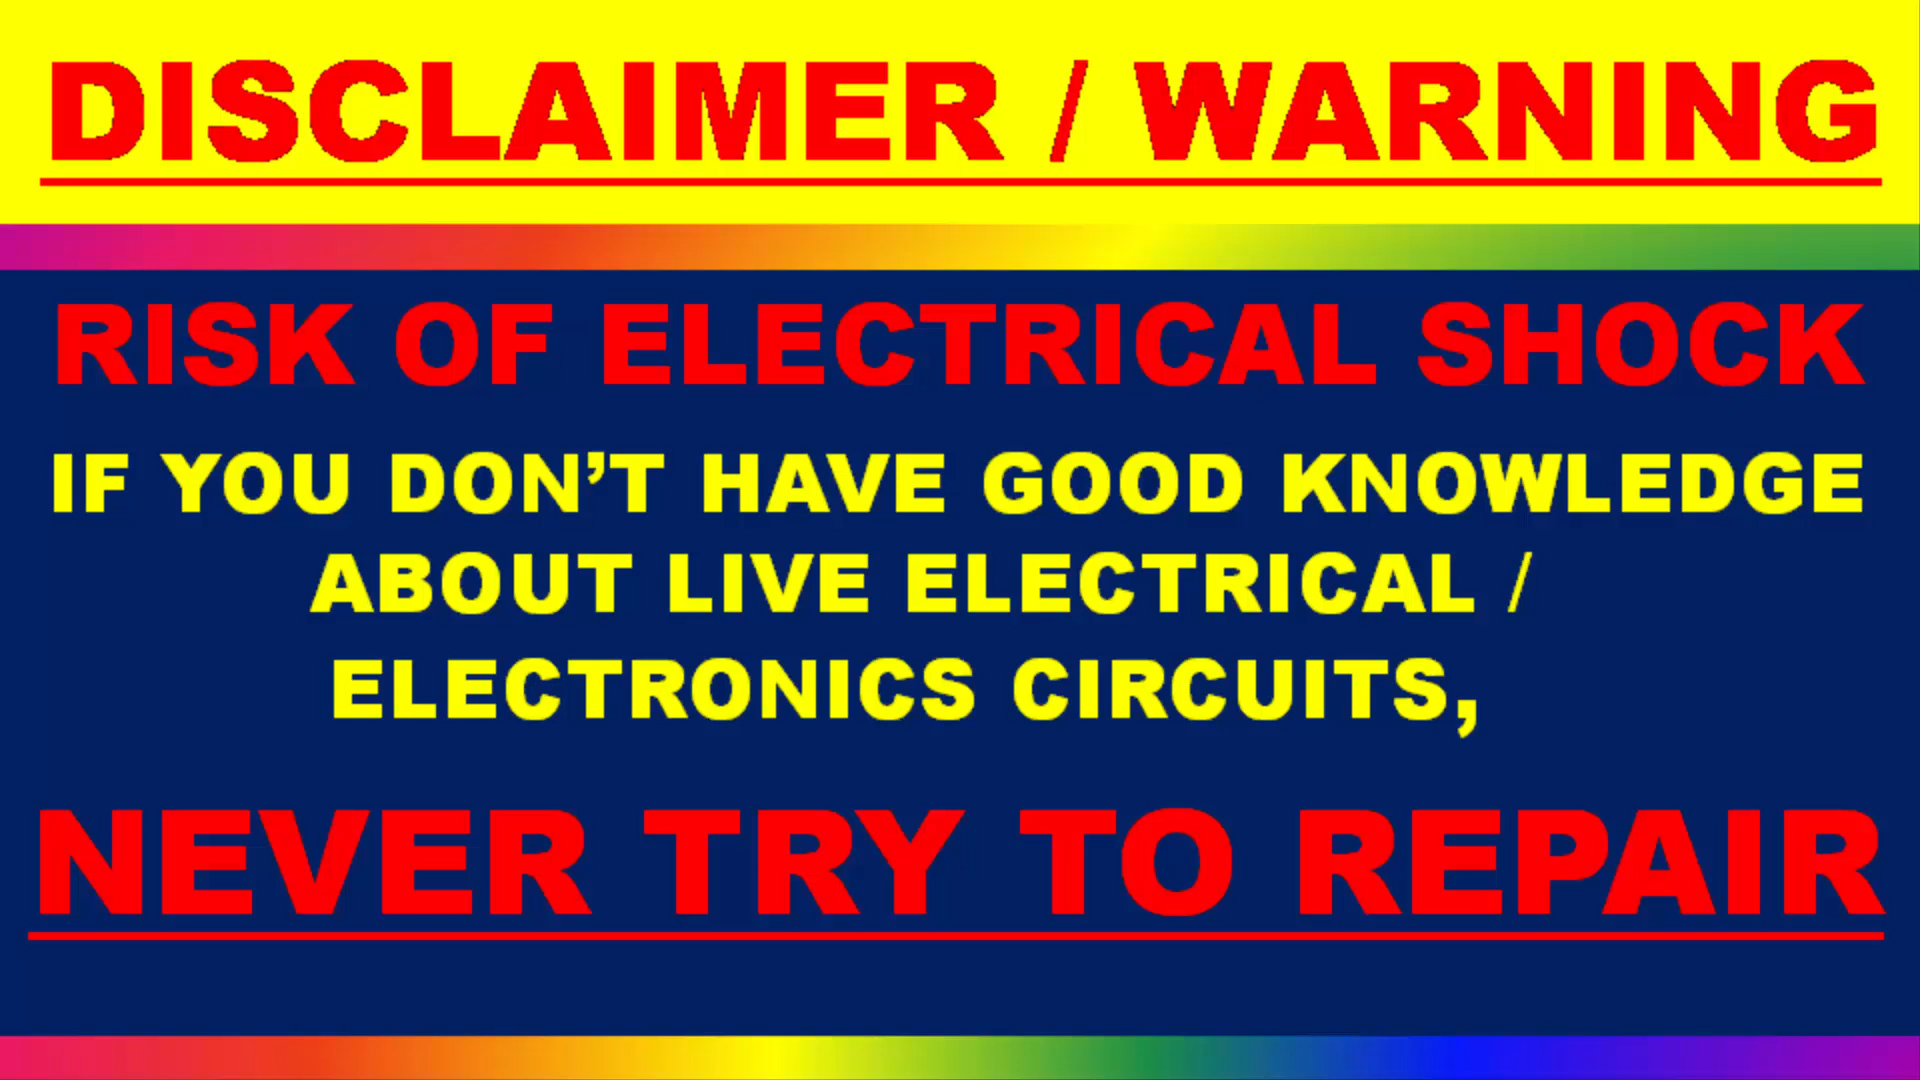 DISCLAIMER / WARNING
RISK OF ELECTRICAL SHOCK
IF YOU DON’T HAVE GOOD KNOWLEDGE
ABOUT LIVE ELECTRICAL /
ELECTRONICS CIRCUITS,
NEVER TRY TO REPAIR